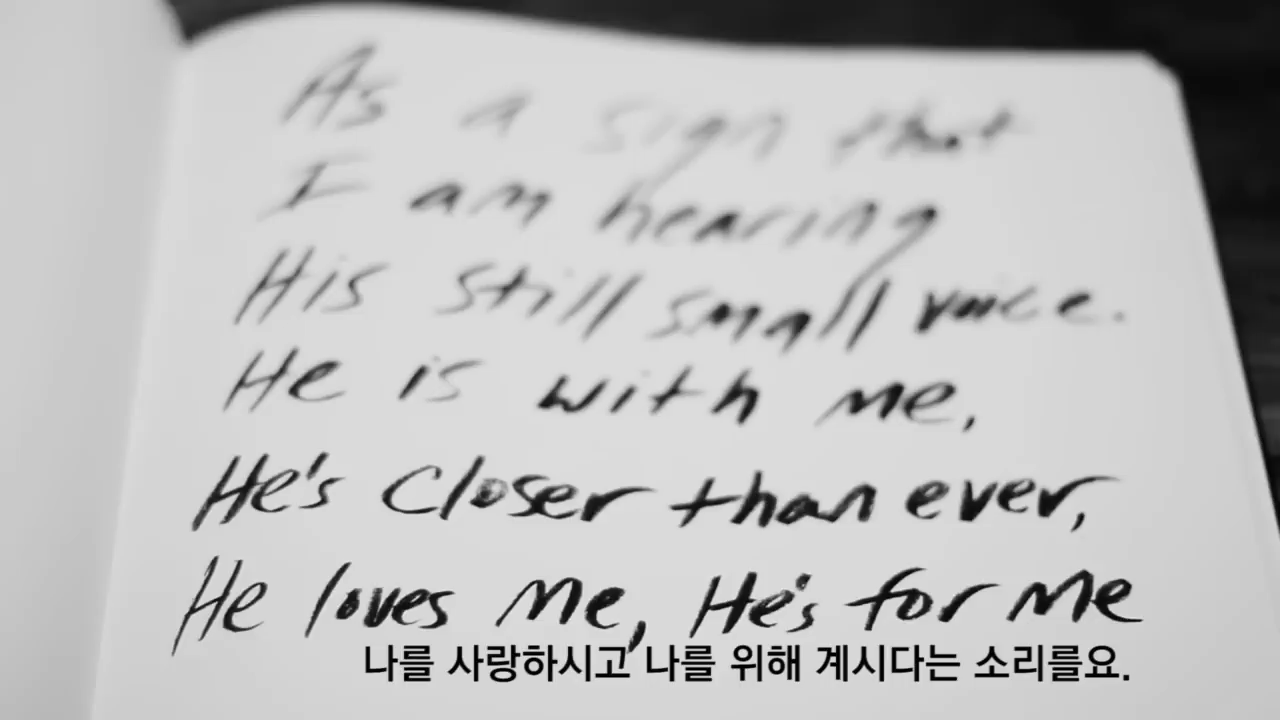 As a sign that
I am hearing
His still small voice.
He is with me,
He's closer than ever,
He loves me, He's for me
나를 사랑하시고 나를 위해 계시다는 소리를요.